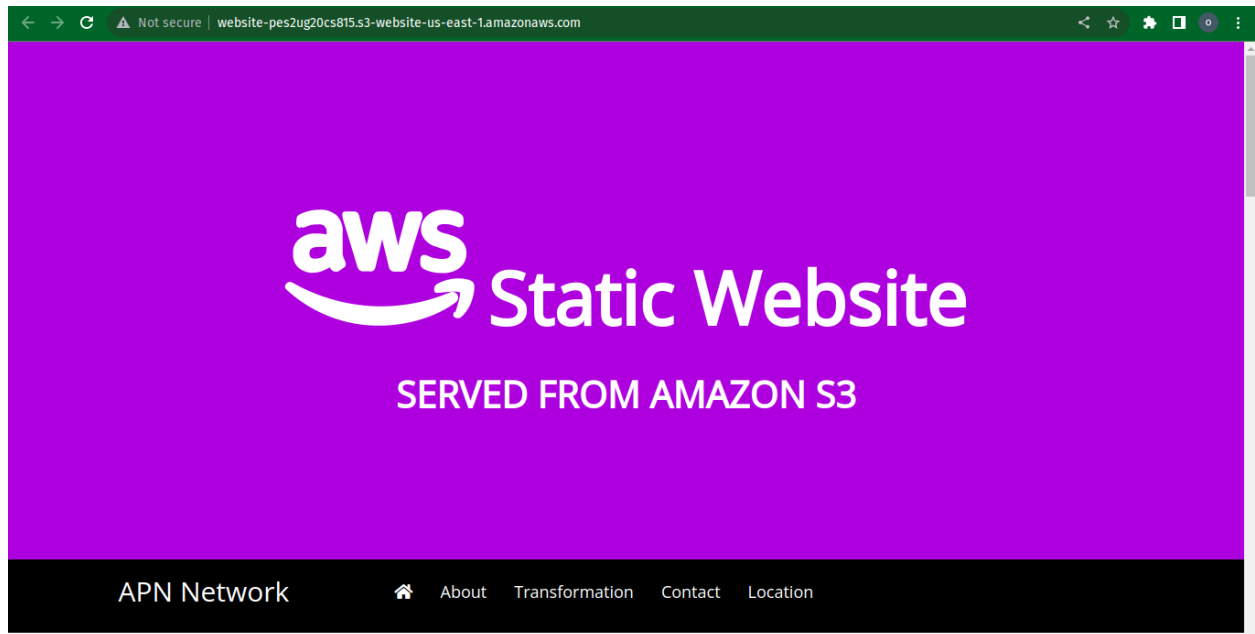 Not secure | website-pes2ug20cs815.s3-website-us-east-1.amazonaws.com
o
aws Static Website
SERVED FROM AMAZON S3
APN Network About Transformation Contact Location